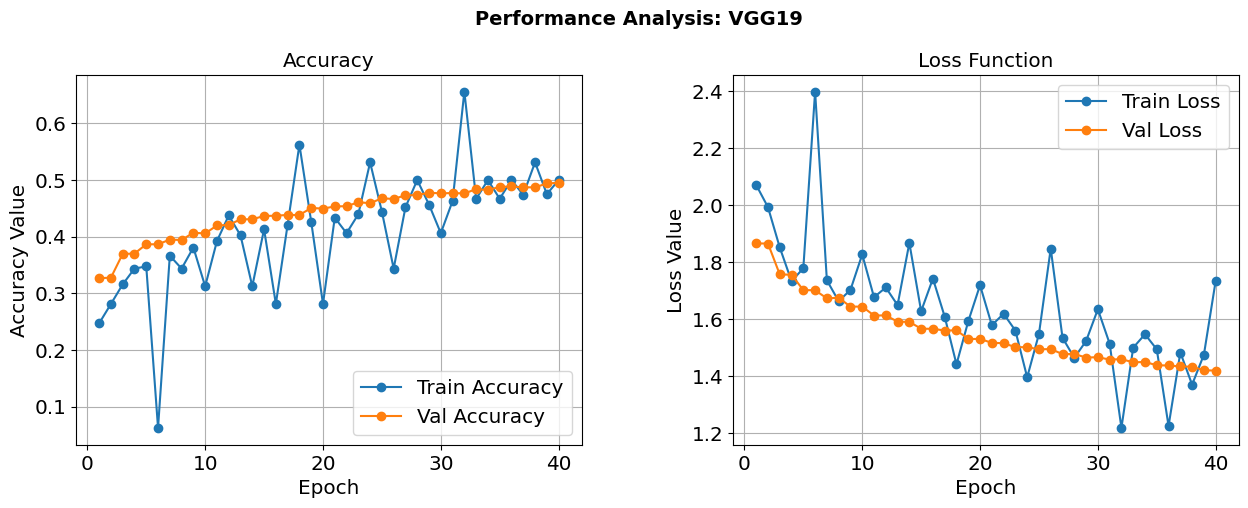 Performance Analysis: VGG19
Accuracy
Accuracy Value
0.6
0.5
0.4
0.3
0.2
0.1
Train Accuracy
Val Accuracy
0 10 20 30 40
Epoch
Loss Function
Loss Value
2.4
2.2
2.0
1.8
1.6
1.4
1.2
Train Loss
Val Loss
0 10 20 30 40
Epoch